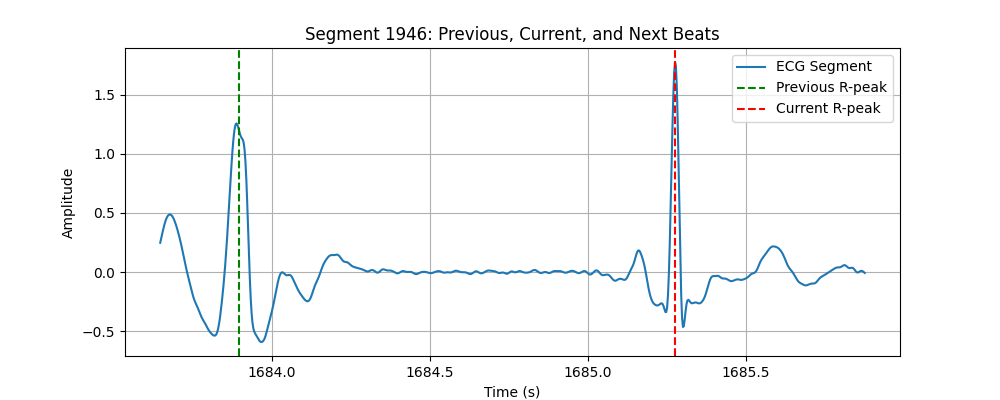 Segment 1946: Previous, Current, and Next Beats
ECG Segment
Previous R-peak
Current R-peak
Amplitude
1.5
1.0
0.5
0.0
−0.5
1684.0 1684.5 1685.0 1685.5
Time (s)